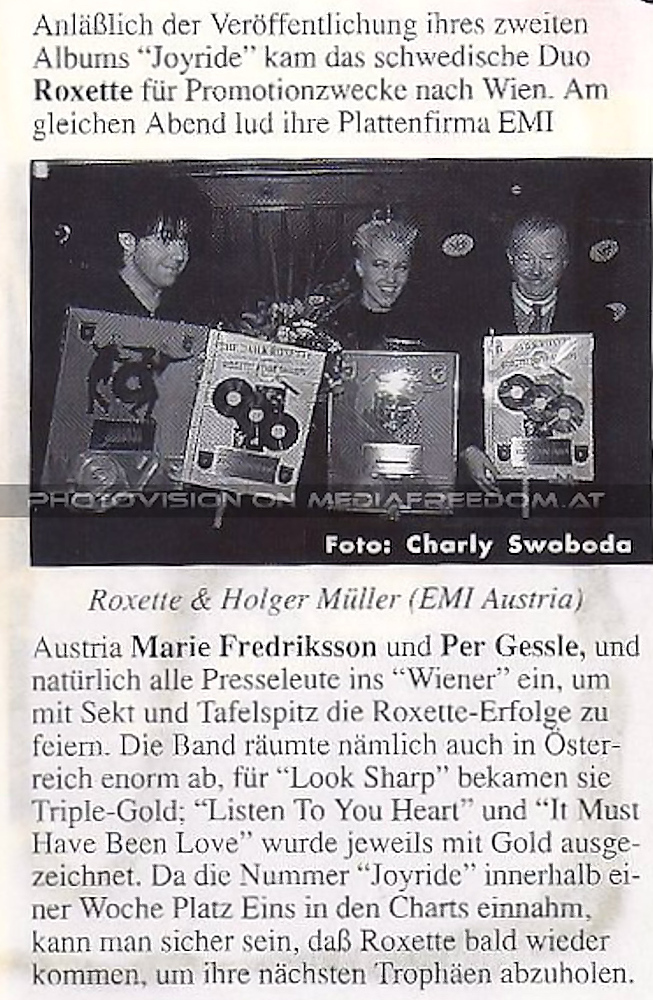 Anläßlich der Veröffentlichung ihres zweiten
Albums “Joyride” kam das schwedische Duo
Roxette für Promotionzwecke nach Wien. Am
gleichen Abend lud ihre Plattenfirma EMI
PHOTOVISION ON MEDIAFREEDOM.AT
Foto: Charly Swoboda
Roxette & Holger Müller (EMI Austria)
Austria Marie Fredriksson und Per Gessle, und
natürlich alle Presseleute ins “Wiener” ein, um
mit Sekt und Tafelspitz die Roxette-Erfolge zu
feiern. Die Band räumte nämlich auch in Öster-
reich enorm ab, für “Look Sharp” bekamen sie
Triple-Gold; “Listen To You Heart” und “It Must
Have Been Love” wurde jeweils mit Gold ausge-
zeichnet. Da die Nummer “Joyride” innerhalb ei-
ner Woche Platz Eins in den Charts einnahm,
kann man sicher sein, daß Roxette bald wieder
kommen, um ihre nächsten Trophäen abzuholen.